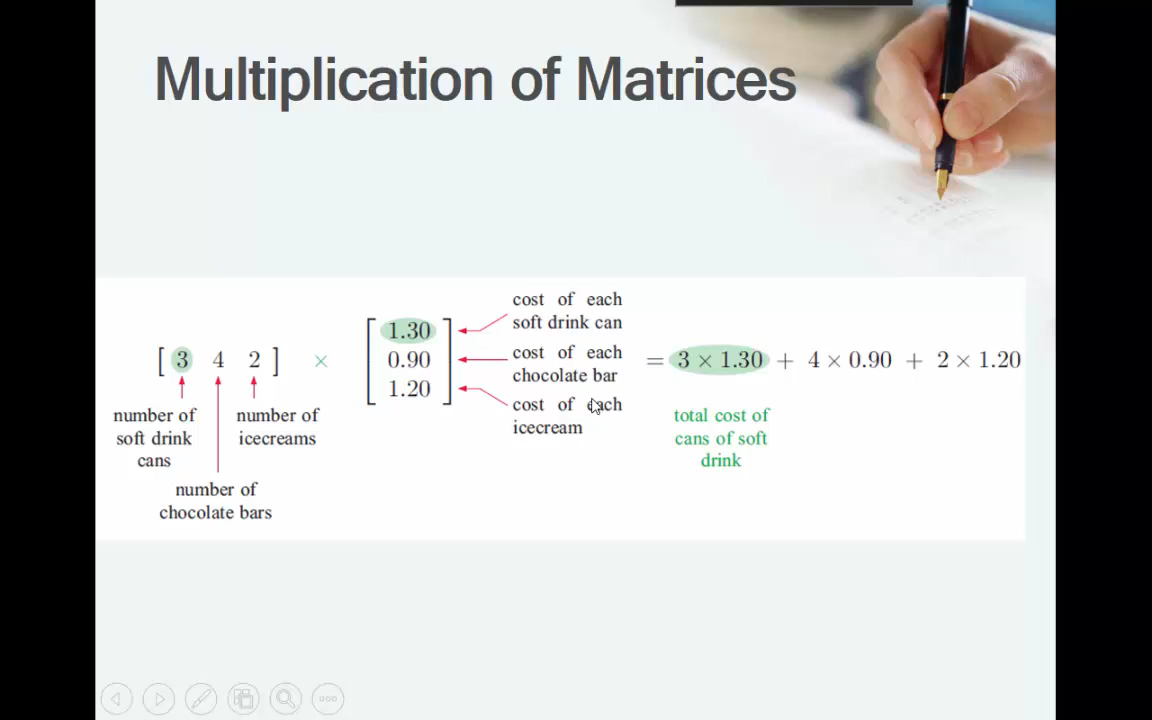 Multiplication of Matrices
[ 3 4 2 ] × [ 1.30 0.90 1.20 ] = 3 × 1.30 + 4 × 0.90 + 2 × 1.20
number of
soft drink
cans
number of
chocolate bars
number of
icecreams
cost of each
soft drink can
cost of each
chocolate bar
cost of each
icecream
total cost of
cans of soft
drink